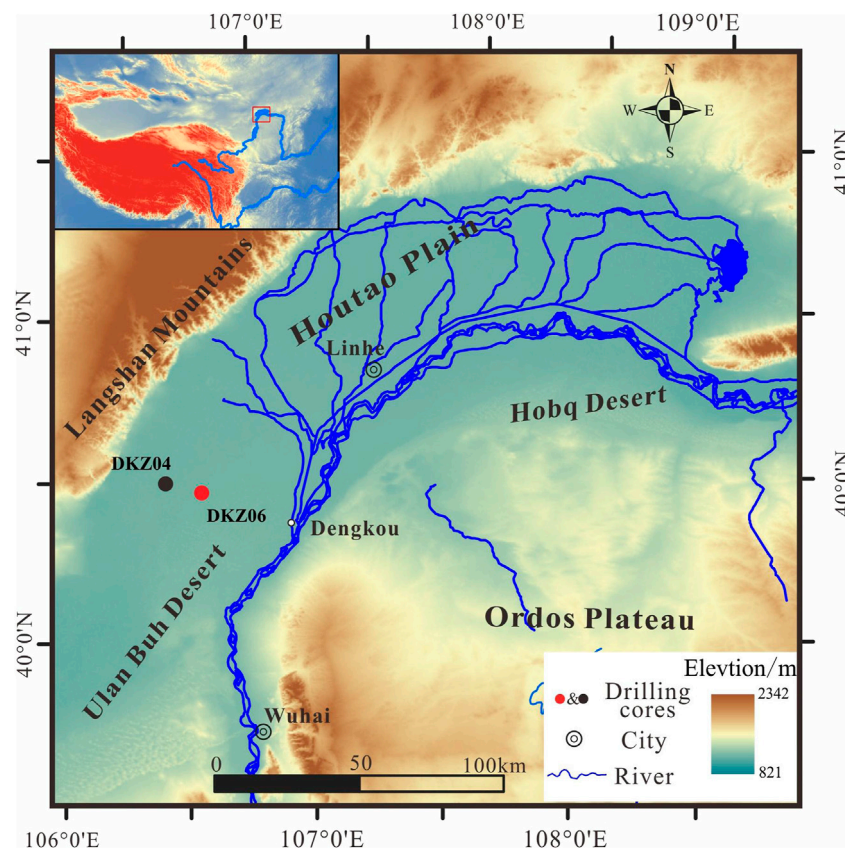 107°0'E
108°0'E
109°0'E
N
W
E
S
41°0'N
Langshan Mountains
Houtao Plain
41°0'N
Linhe
Hobq Desert
DKZ04
DKZ06
40°0'N
Dengkou
Ulan Buh Desert
Ordos Plateau
40°0'N
Elevtion/m
&
Drilling
cores
2342
City
821
River
Wuhai
0
50
100km
106°0'E
107°0'E
108°0'E